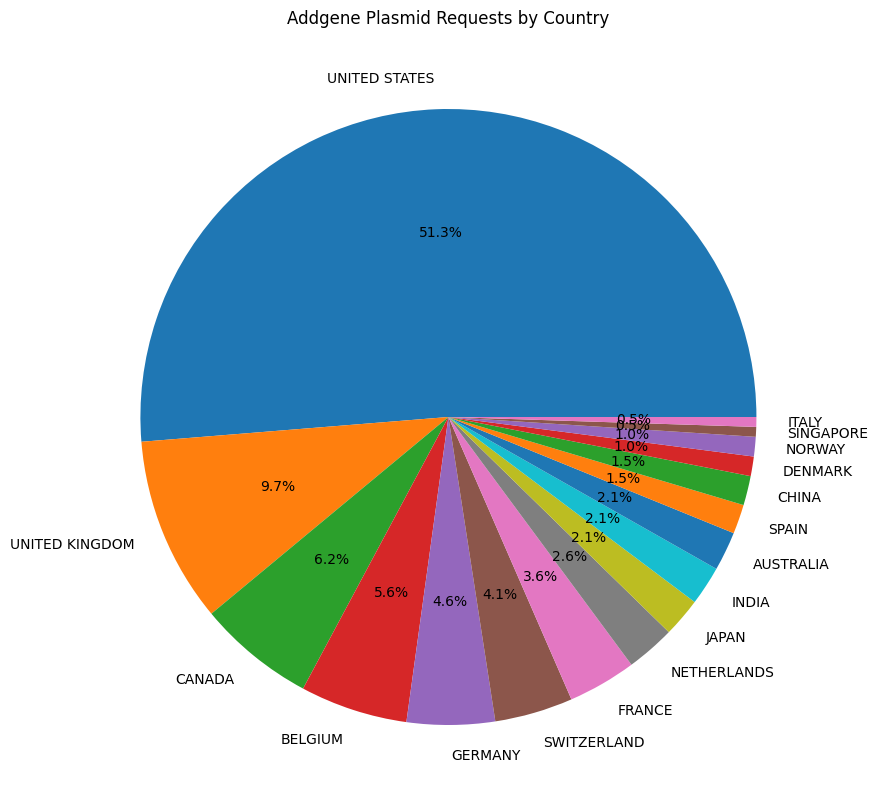 Addgene Plasmid Requests by Country
UNITED STATES
51.3%
UNITED KINGDOM
9.7%
CANADA
6.2%
BELGIUM
5.6%
GERMANY
4.6%
SWITZERLAND
4.1%
FRANCE
3.6%
NETHERLANDS
2.6%
JAPAN
2.1%
INDIA
2.1%
AUSTRALIA
2.1%
SPAIN
1.5%
CHINA
1.5%
DENMARK
1.0%
NORWAY
1.0%
SINGAPORE
0.5%
ITALY
0.5%